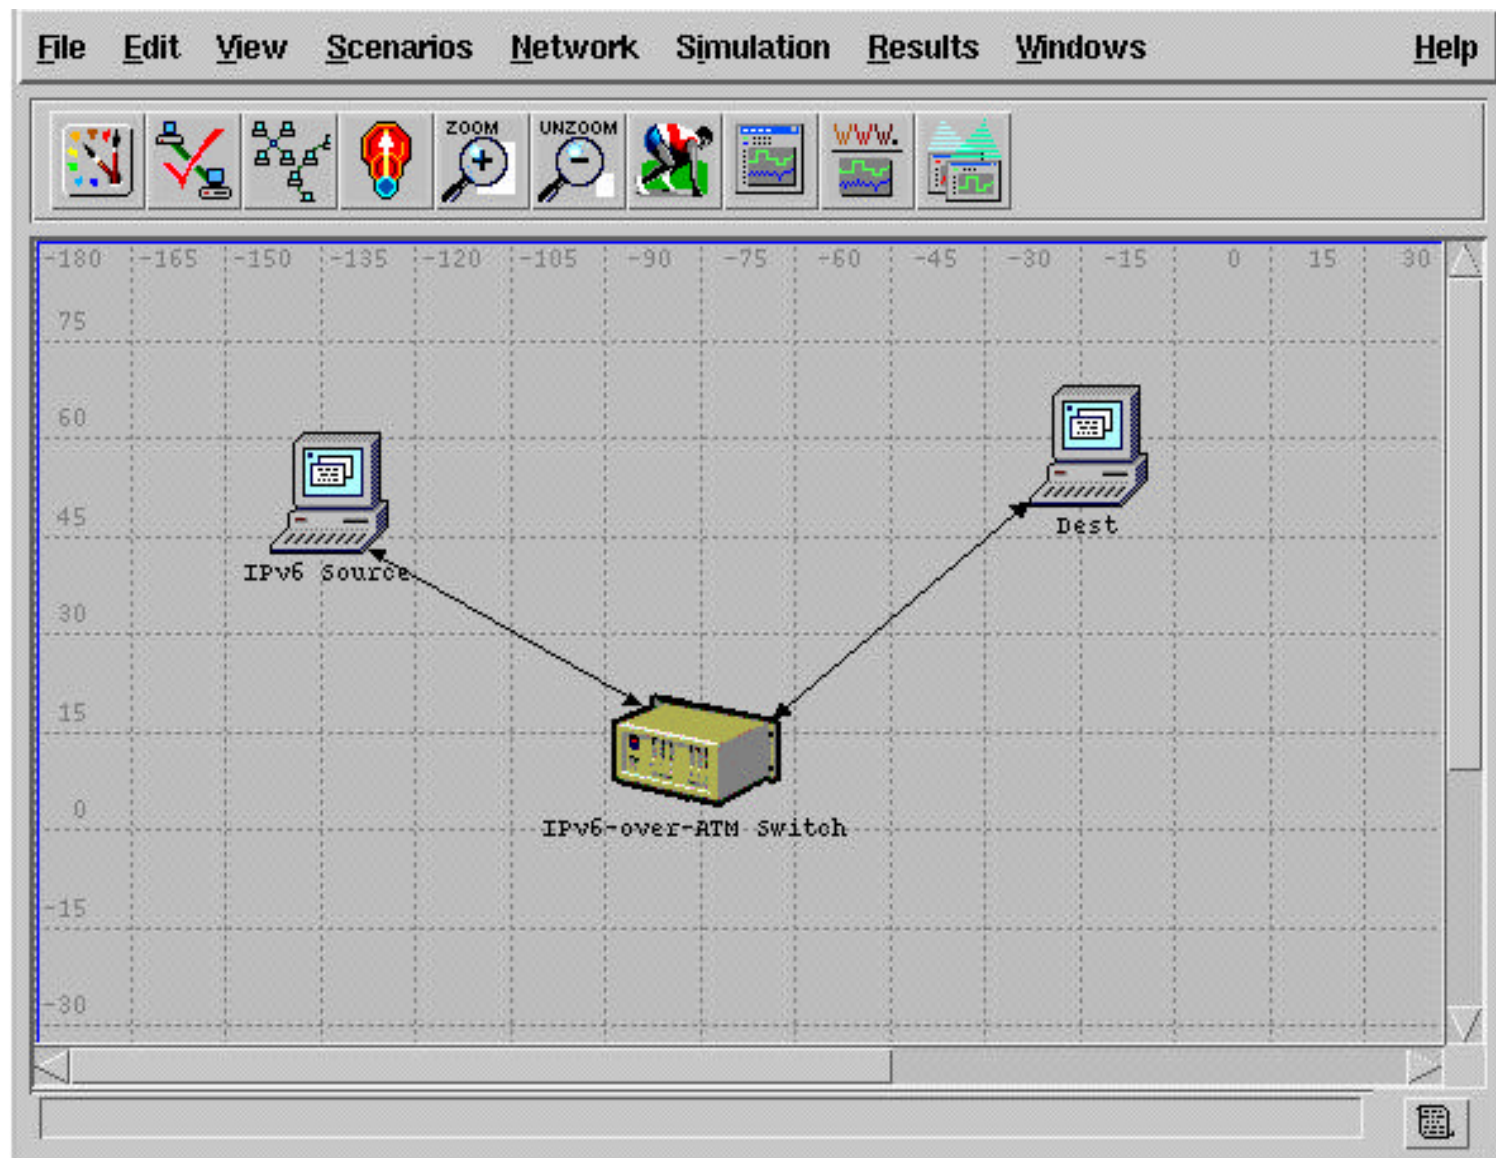 File Edit View Scenarios Network Simulation Results Windows Help
ZOOM UNZOOM
-180 -165 -150 -135 -120 -105 -90 -75 -60 -45 -30 -15 0 15 30
75
60
45
Dest
IPv6 Source
30
15
0
IPv6-over-ATM Switch
-15
-30